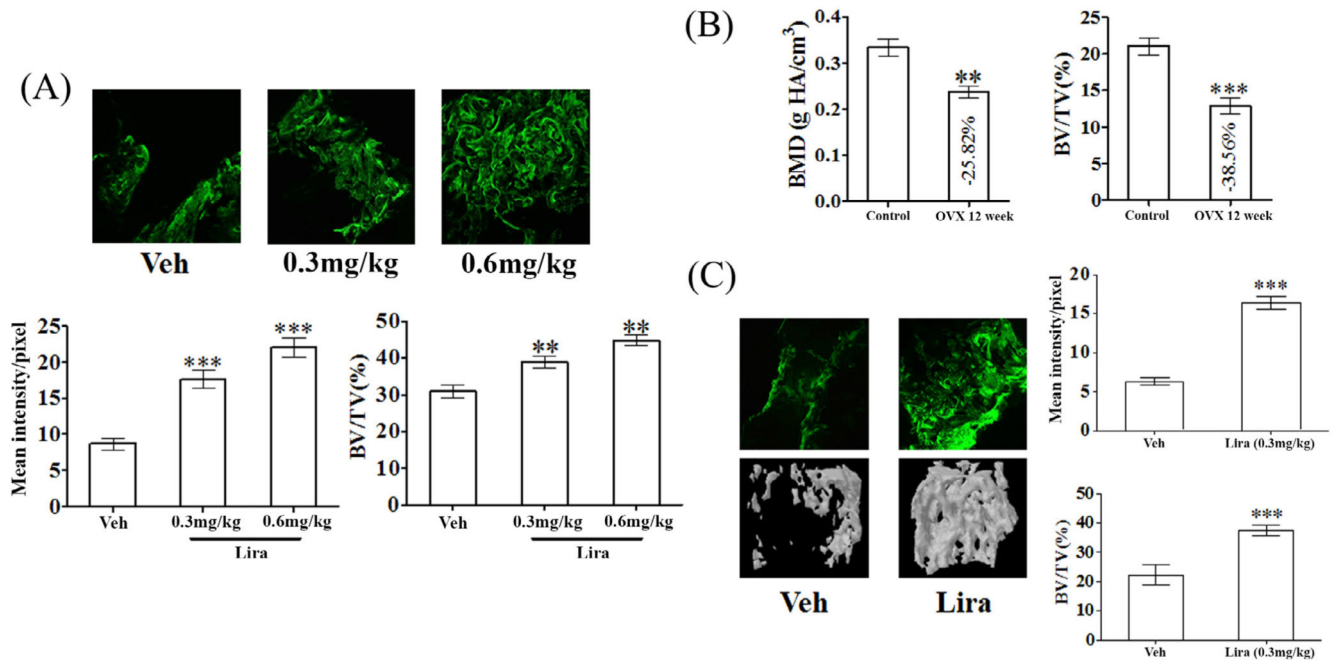 (A)
Veh
0.3mg/kg
0.6mg/kg
Mean intensity/pixel
25
20
15
10
5
0
Veh
0.3mg/kg
0.6mg/kg
Lira
***
***
BV/TV(%)
50
40
30
20
10
0
Veh
0.3mg/kg
0.6mg/kg
Lira
**
**
(B)
BMD (g HA/cm³)
0.4
0.3
0.2
0.1
0.0
**
-25.82%
Control
OVX 12 week
BV/TV(%)
25
20
15
10
5
0
***
-38.56%
Control
OVX 12 week
(C)
Veh
Lira
Mean intensity/pixel
20
15
10
5
0
***
Veh
Lira (0.3mg/kg)
BV/TV(%)
50
40
30
20
10
0
***
Veh
Lira (0.3mg/kg)